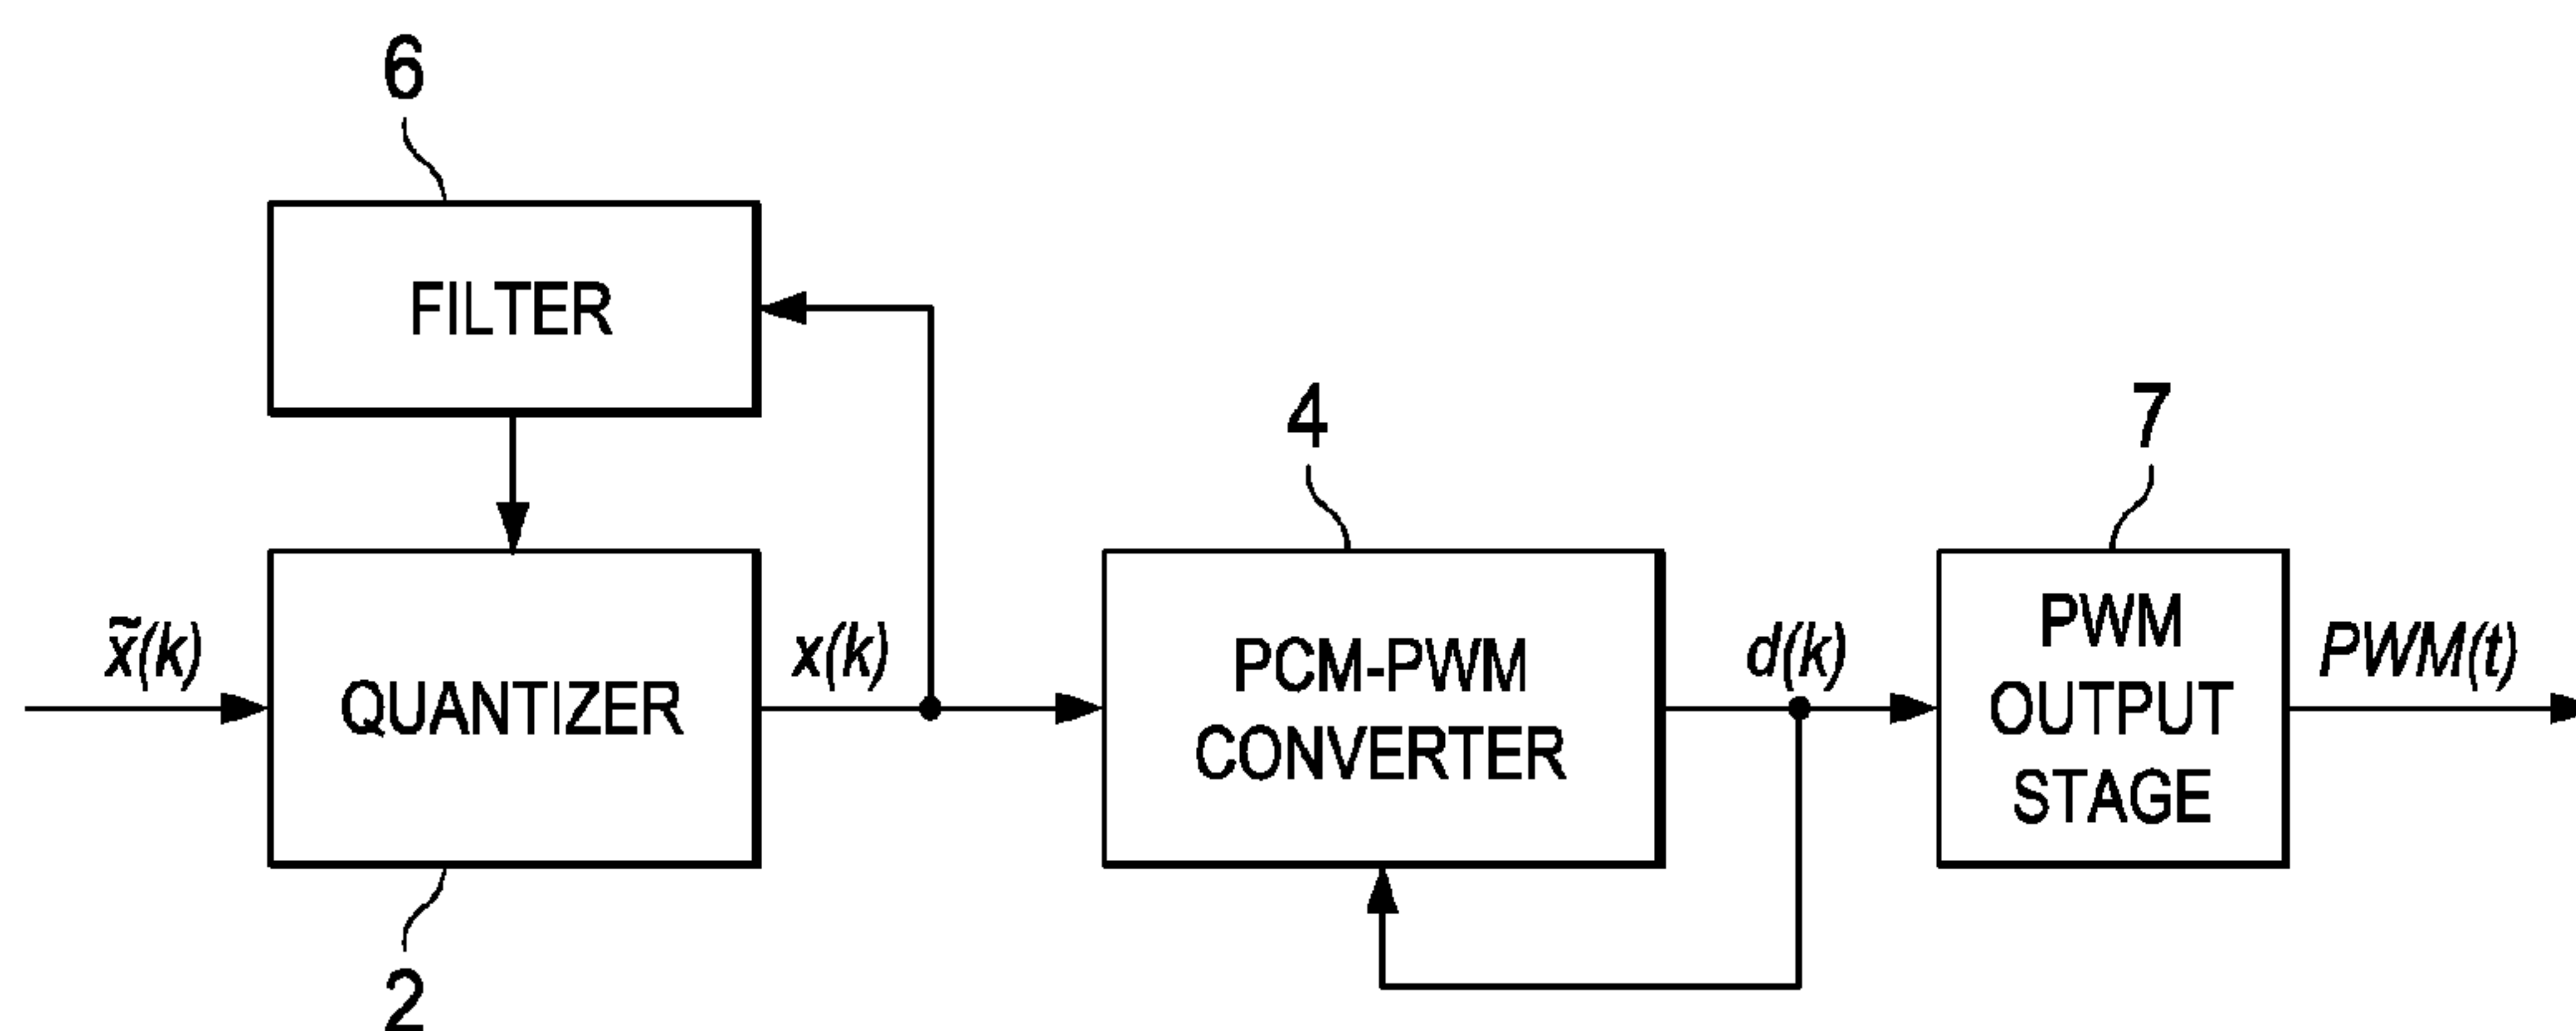 6
FILTER
4
7
x̃(k)
QUANTIZER
x(k)
PCM-PWM
CONVERTER
d(k)
PWM
OUTPUT
STAGE
PWM(t)
2